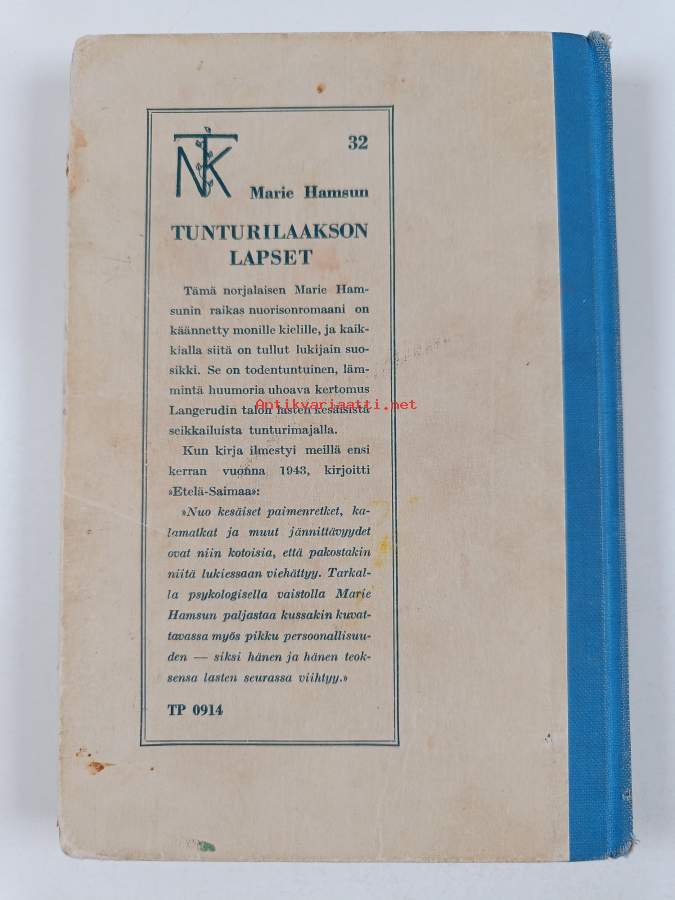 NTK
32
Marie Hamsun
TUNTURILAAKSON
LAPSET
Tämä norjalaisen Marie Ham-
sunin raikas nuorisonromaani on
käännetty monille kielille, ja kaik-
kialla siitä on tullut lukijain suo-
sikki. Se on todentuntuinen, läm-
mintä huumoria uhoava kertomus
Langerudin talon lasten kesäisistä
Antikvariaatti.net
seikkailuista tunturimajalla.
Kun kirja ilmestyi meillä ensi
kerran vuonna 1943, kirjoitti
»Etelä-Saimaa»:
»Nuo kesäiset paimenretket, ka-
lamatkat ja muut jännittävyydet
ovat niin kotoisia, että pakostakin
niitä lukiessaan viehättyy. Tarkal-
la psykologisella vaistolla Marie
Hamsun paljastaa kussakin kuvat-
tavassa myös pikku persoonallisuu-
den — siksi hänen ja hänen teok-
sensa lasten seurassa viihtyy.»
TP 0914